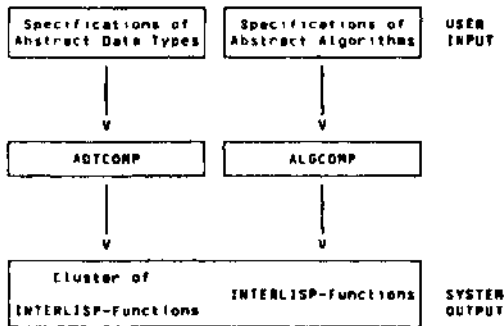 Specifications of Abstract Data Types
Specifications of Abstract Algorithms
USER INPUT
ADTCOMP
ALGCOMP
Cluster of INTERLISP-Functions
INTERLISP-Functions
SYSTEM OUTPUT